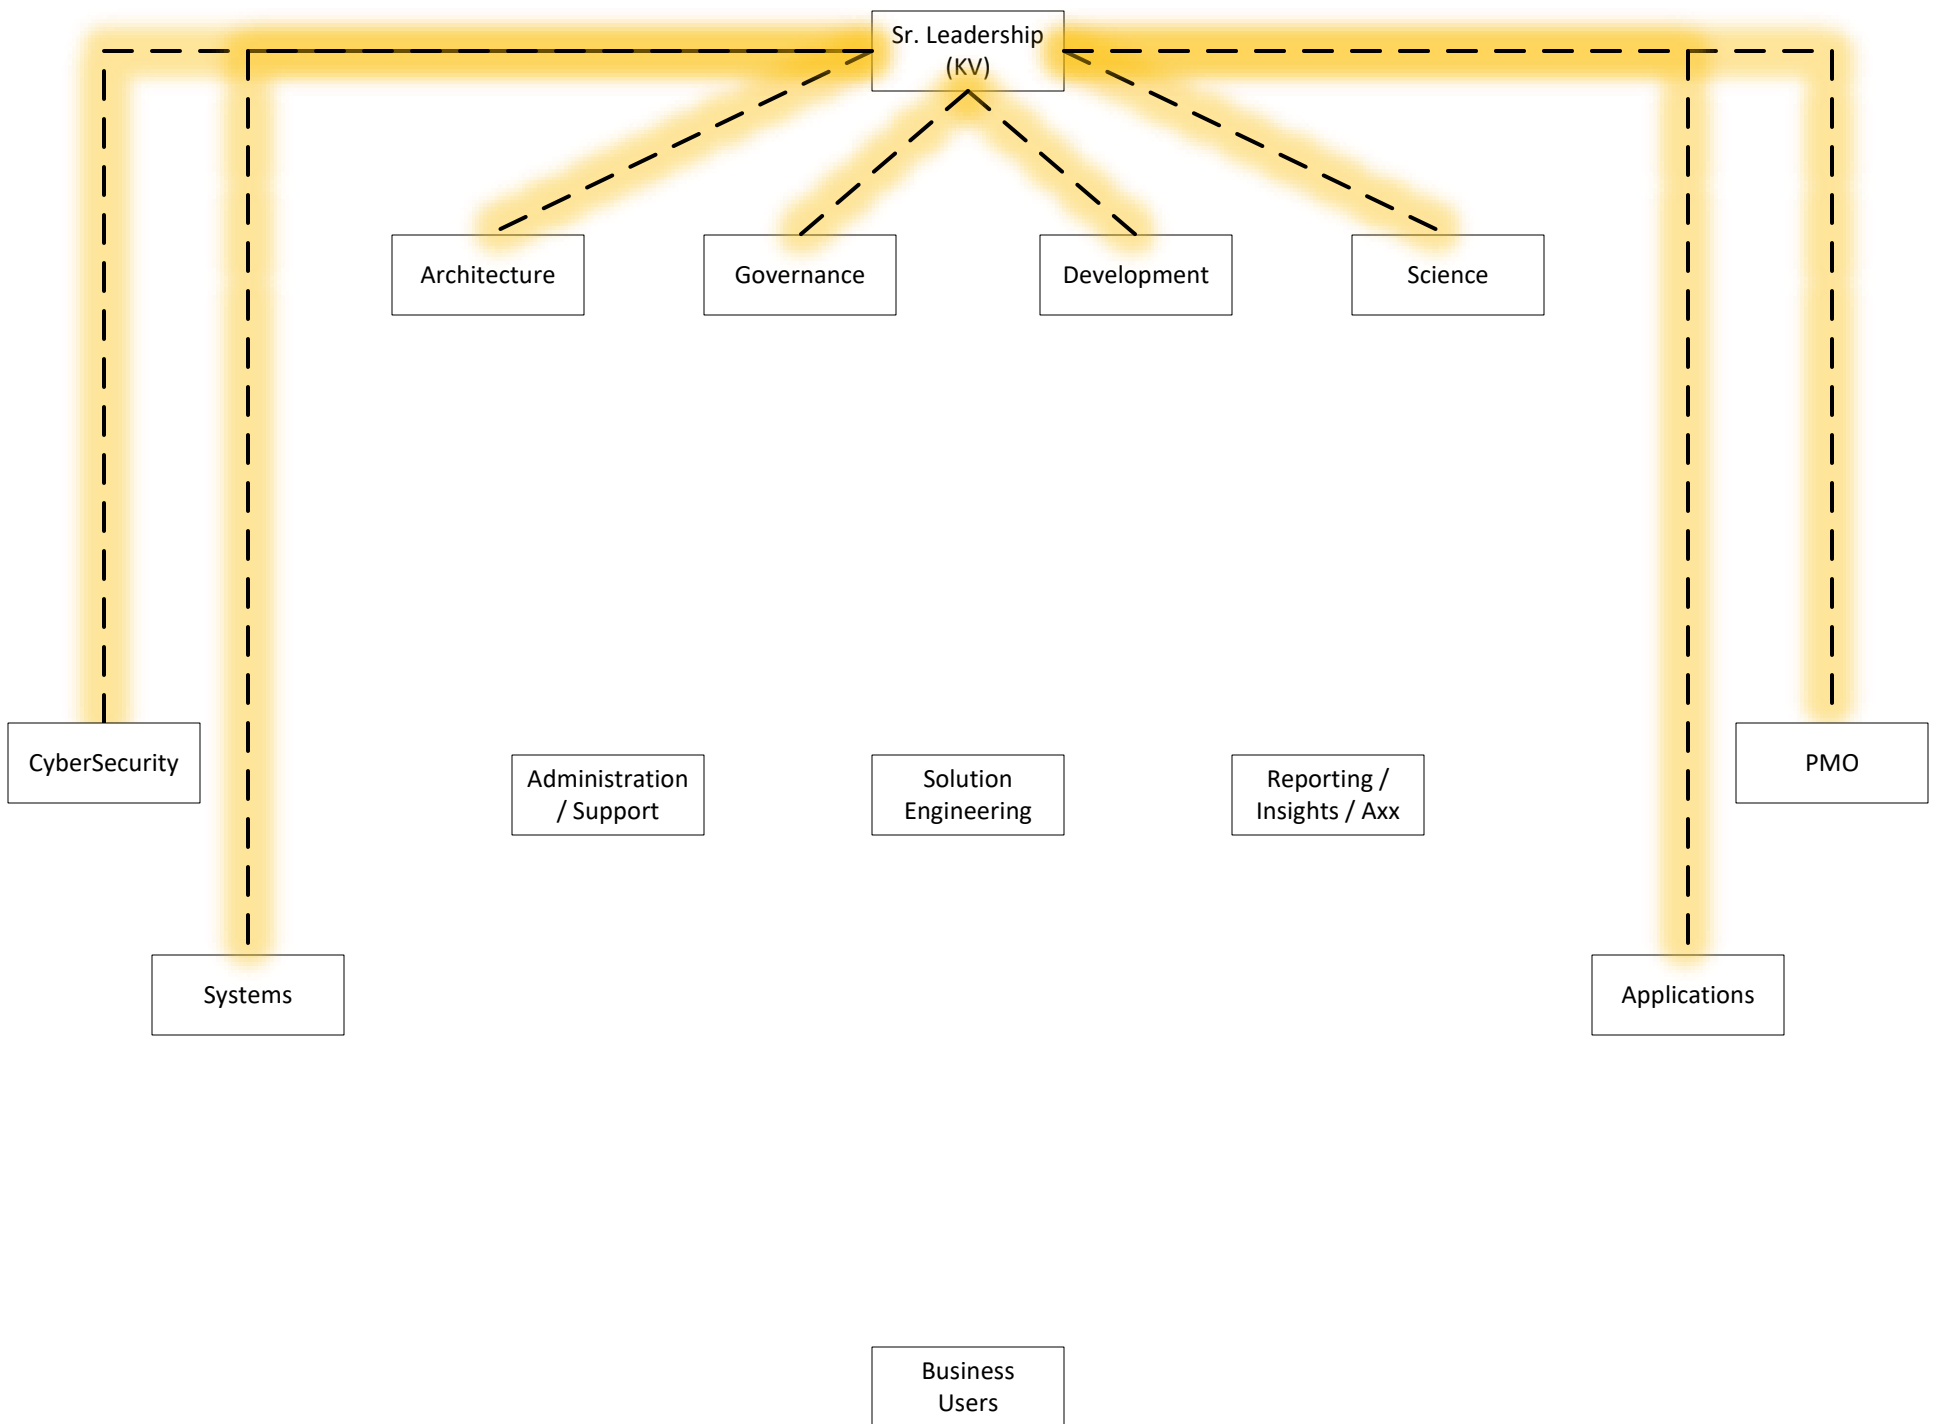 Sr. Leadership
(KV)
Architecture
Governance
Development
Science
CyberSecurity
Administration
/ Support
Solution
Engineering
Reporting /
Insights / Axx
PMO
Systems
Applications
Business
Users